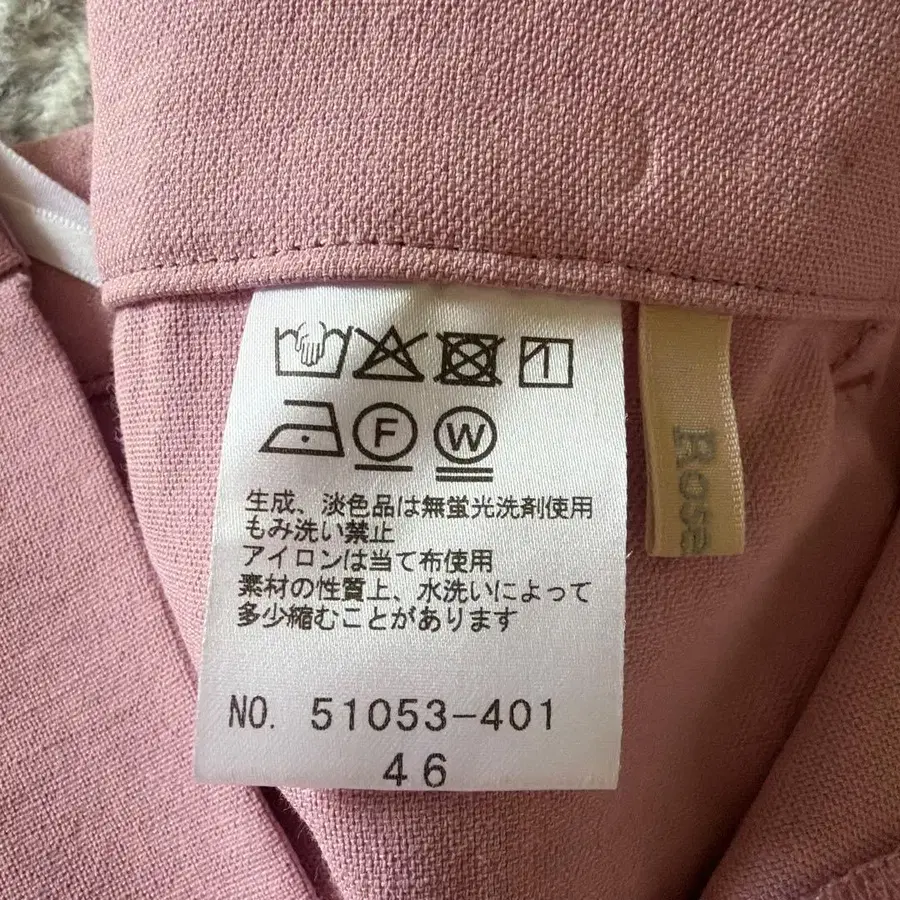 F W
生成、淡色品は無蛍光洗剤使用
もみ洗い禁止
アイロンは当て布使用
素材の性質上、水洗いによって
多少縮むことがあります
NO. 51053-401
46
Rosa